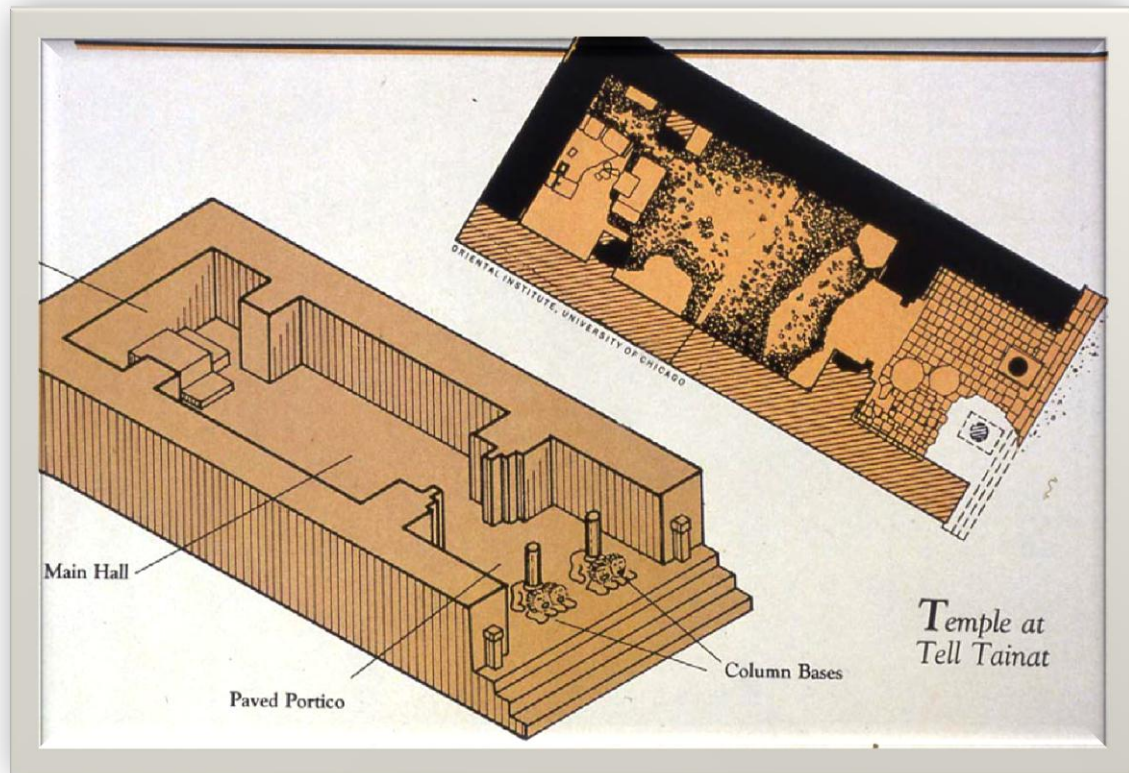 ORIENTAL INSTITUTE, UNIVERSITY OF CHICAGO
Main Hall
Paved Portico
Column Bases
Temple at
Tell Tainat